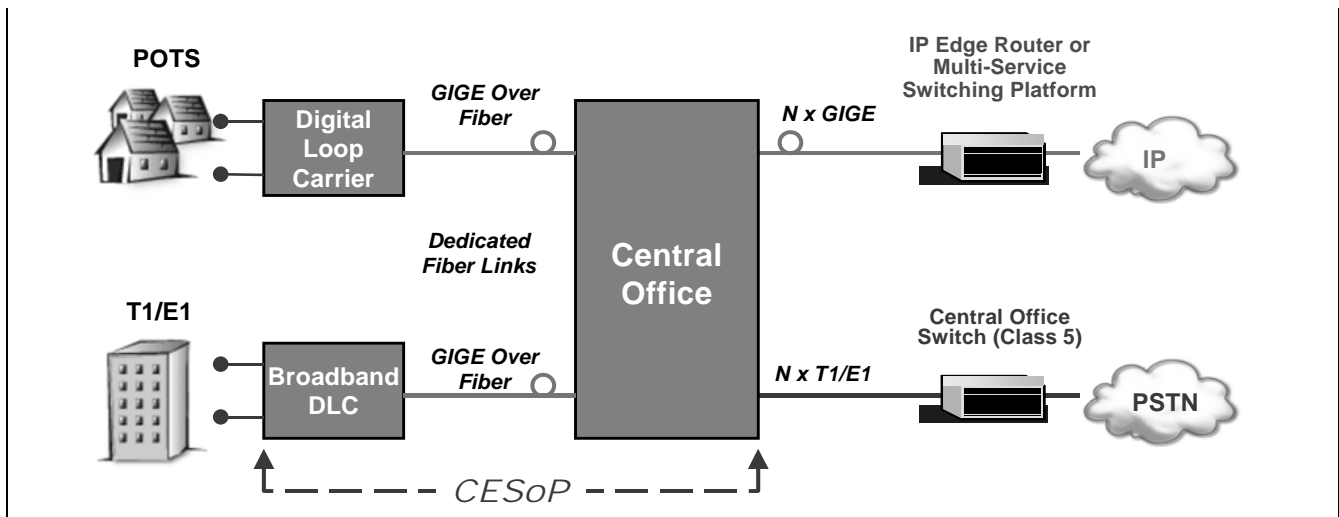 POTS
Digital
Loop
Carrier
GIGE Over
Fiber
N x GIGE
IP Edge Router or
Multi-Service
Switching Platform
IP
Dedicated
Fiber Links
Central
Office
T1/E1
Broadband
DLC
GIGE Over
Fiber
N x T1/E1
Central Office
Switch (Class 5)
PSTN
CESoP